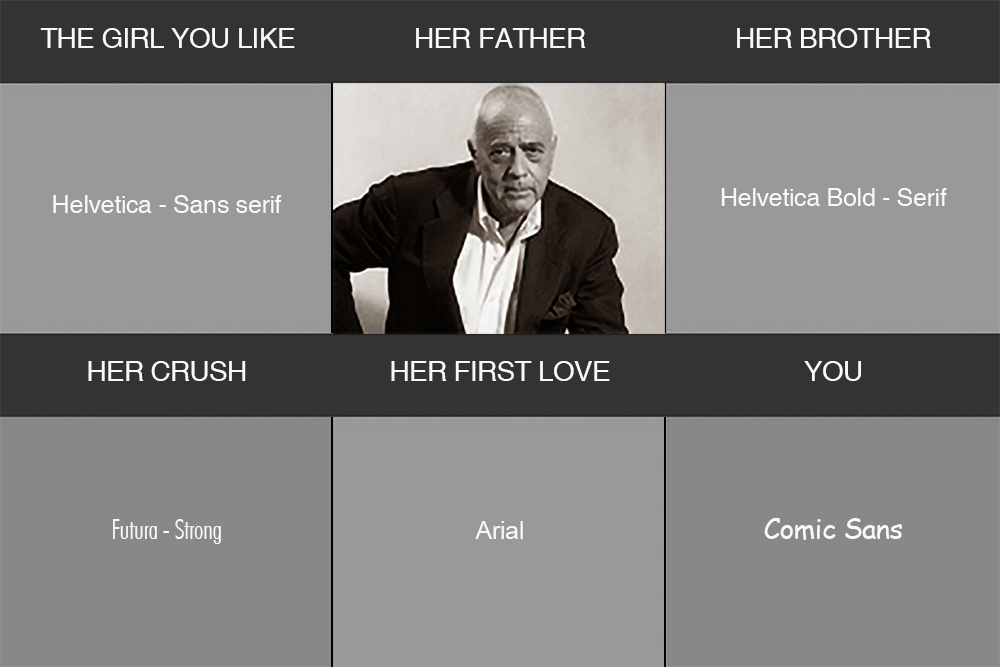 THE GIRL YOU LIKE
HER FATHER
HER BROTHER
Helvetica - Sans serif
Helvetica Bold - Serif
HER CRUSH
HER FIRST LOVE
YOU
Futura - Strong
Arial
Comic Sans